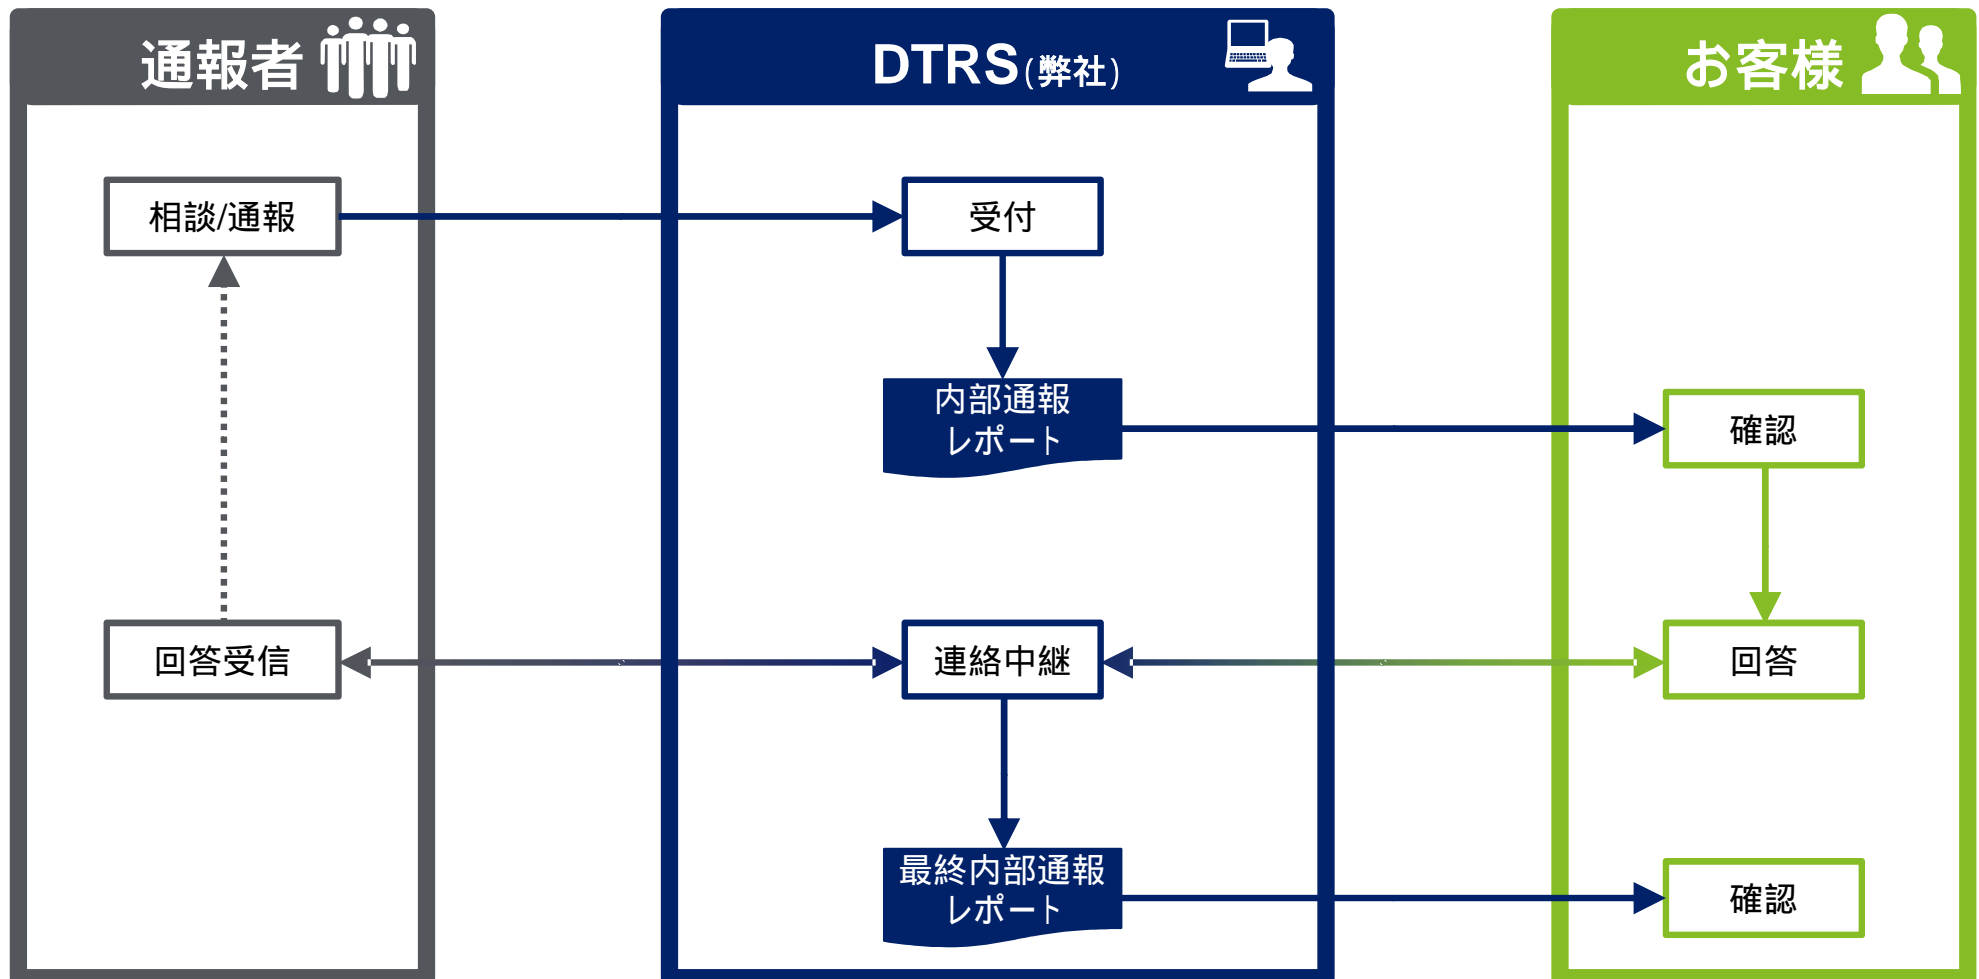 通報者
DTRS(弊社)
お客様
相談/通報
受付
内部通報
レポート
確認
回答受信
連絡中継
回答
最終内部通報
レポート
確認